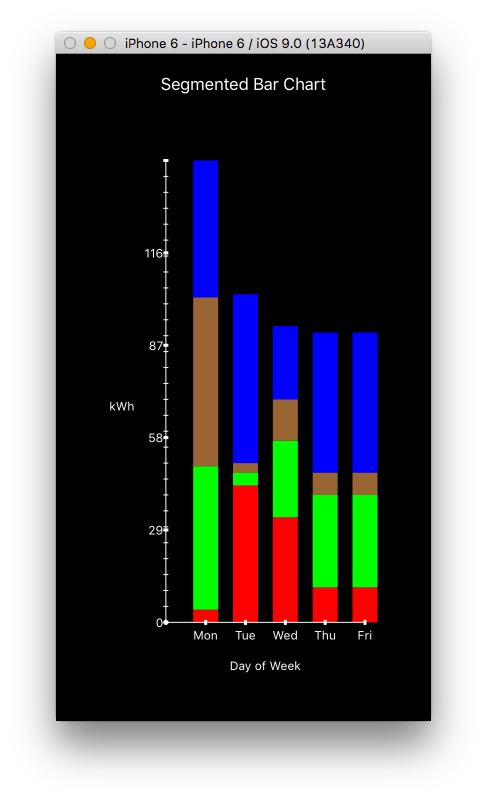 iPhone 6 - iPhone 6 / iOS 9.0 (13A340)
Segmented Bar Chart
116
87
kWh
58
29
0
Mon Tue Wed Thu Fri
Day of Week